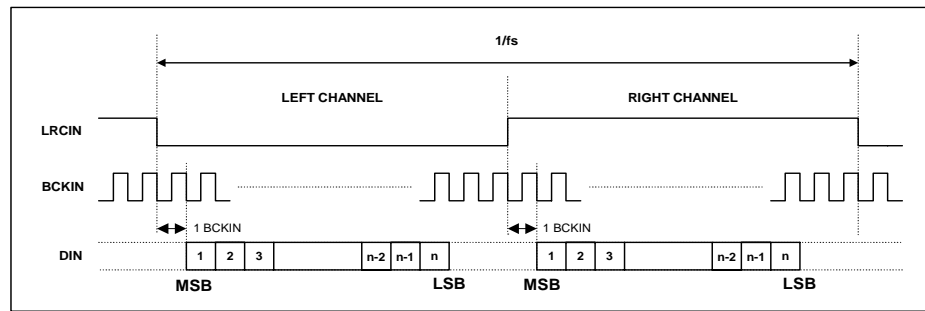 1/fs
LEFT CHANNEL RIGHT CHANNEL
LRCIN
BCKIN
1 BCKIN 1 BCKIN
DIN 1 2 3 n-2 n-1 n 1 2 3 n-2 n-1 n
MSB LSB MSB LSB